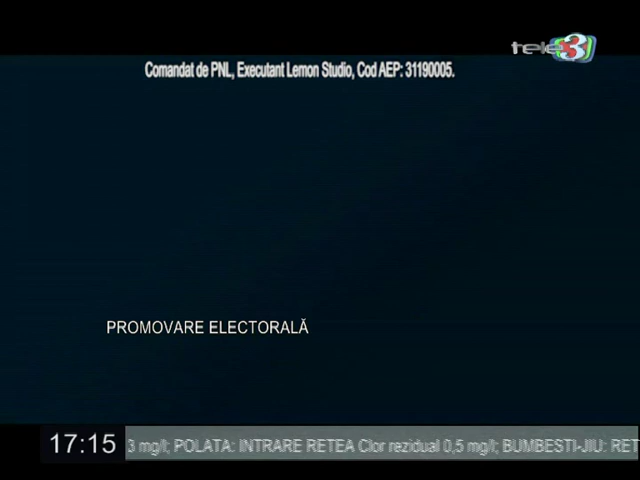 tele3
Comandat de PNL, Executant Lemon Studio, Cod AEP: 31190005.
PROMOVARE ELECTORALĂ
17:15
3 mg/l; POLATA: INTRARE RETEA Clor rezidual 0,5 mg/l; BUMBESTI-JIU: RET